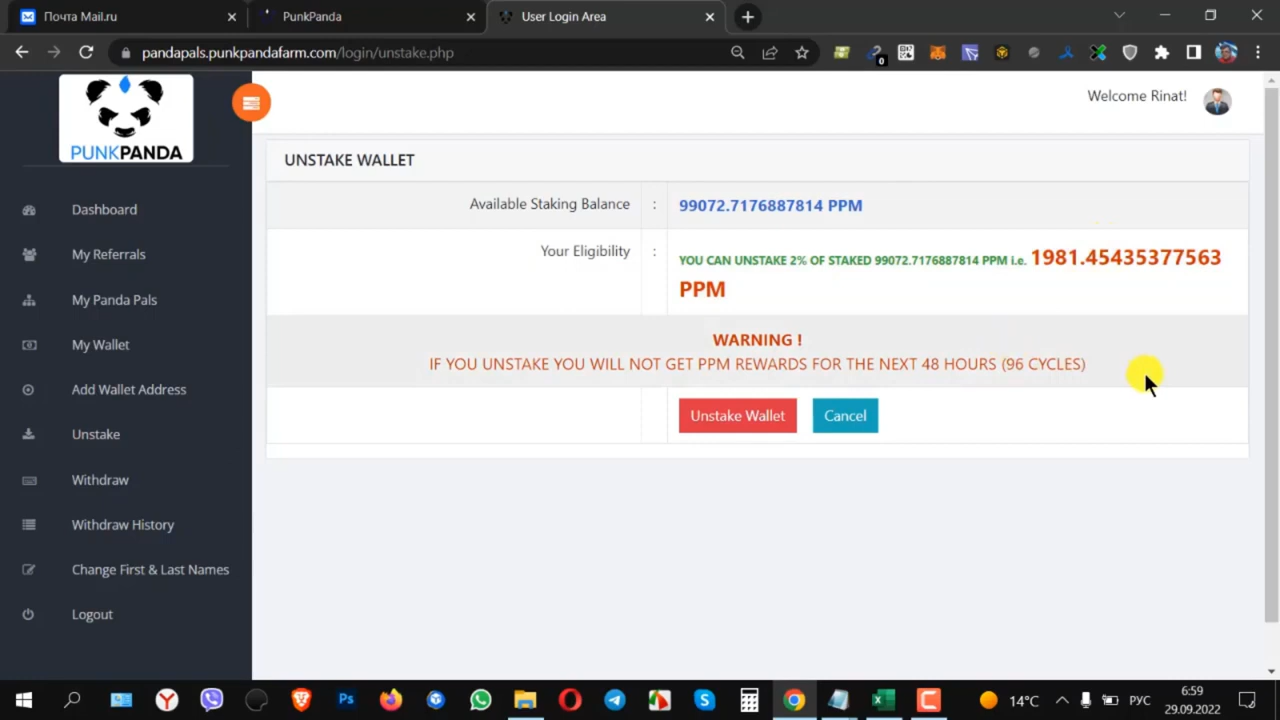 Почта Mail.ru
PunkPanda
User Login Area
pandapals.punkpandafarm.com/login/unstake.php
0
PUNKPANDA
Welcome Rinat!
Dashboard
My Referrals
My Panda Pals
My Wallet
Add Wallet Address
Unstake
Withdraw
Withdraw History
Change First & Last Names
Logout
UNSTAKE WALLET
Available Staking Balance : 99072.7176887814 PPM
Your Eligibility : YOU CAN UNSTAKE 2% OF STAKED 99072.7176887814 PPM i.e. 1981.45435377563
PPM
WARNING !
IF YOU UNSTAKE YOU WILL NOT GET PPM REWARDS FOR THE NEXT 48 HOURS (96 CYCLES)
Unstake Wallet Cancel
Ps
14°C
РУС
6:59
29.09.2022